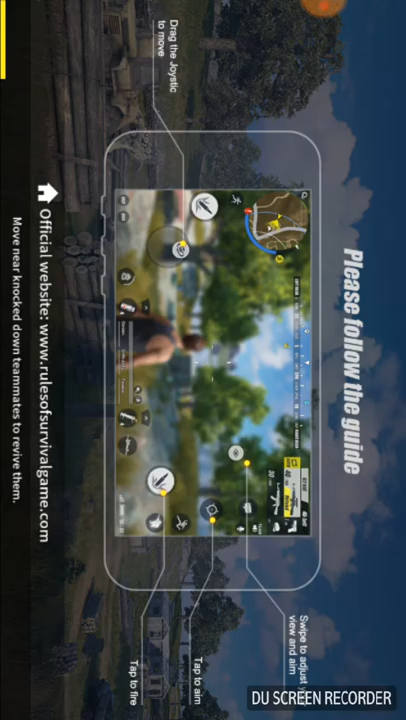 Please follow the guide
Drag the Joystic
to move
Swipe to adjust your
view and aim
Tap to aim
Tap to fire
Official website: www.rulesofsurvivalgame.com
Move near knocked down teammates to revive them.
DU SCREEN RECORDER